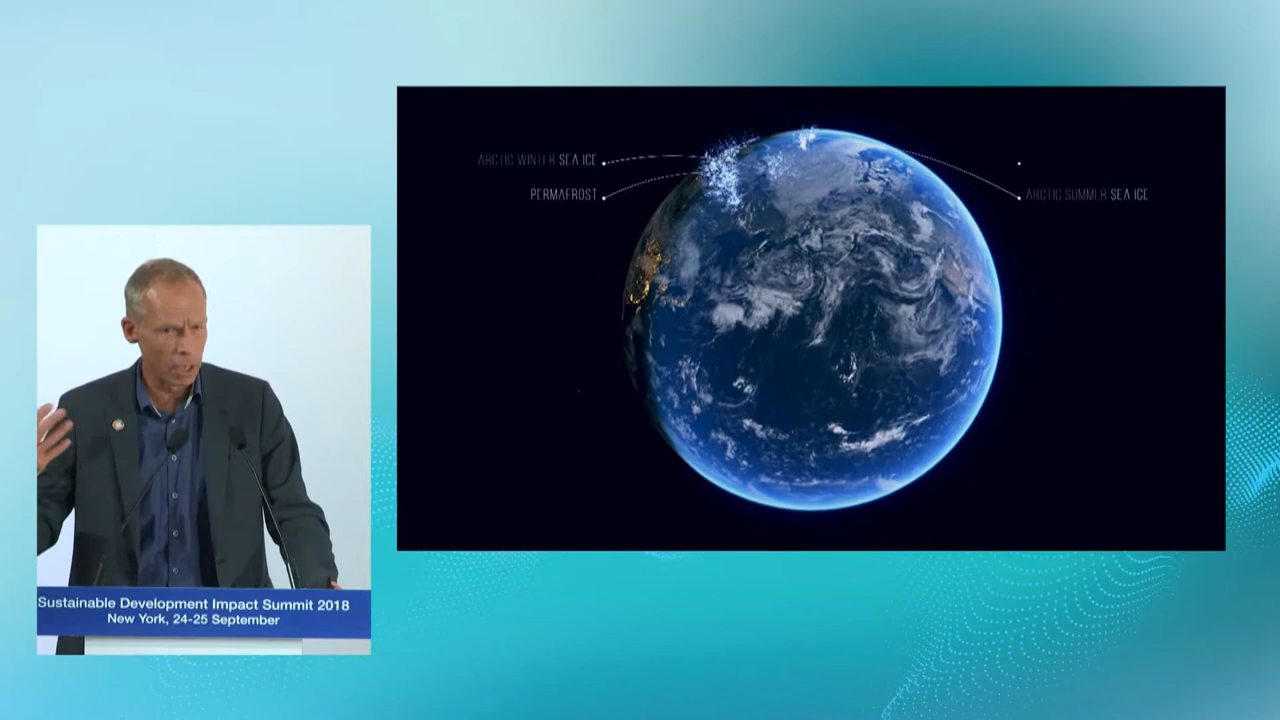 ARCTIC WINTER SEA ICE
PERMAFROST
ARCTIC SUMMER SEA ICE
Sustainable Development Impact Summit 2018
New York, 24-25 September